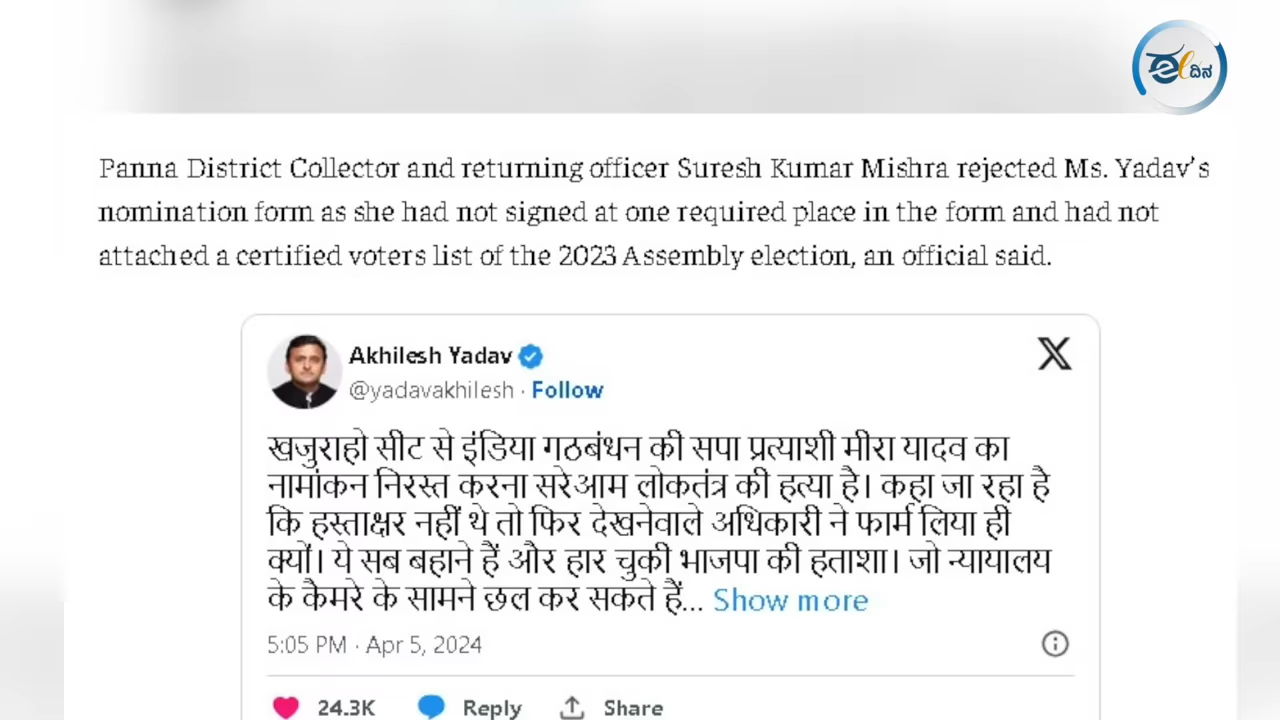 ಈ ದಿನ
Panna District Collector and returning officer Suresh Kumar Mishra rejected Ms. Yadav's
nomination form as she had not signed at one required place in the form and had not
attached a certified voters list of the 2023 Assembly election, an official said.
Akhilesh Yadav
@yadavakhilesh · Follow
खजुराहो सीट से इंडिया गठबंधन की सपा प्रत्याशी मीरा यादव का
नामांकन निरस्त करना सरेआम लोकतंत्र की हत्या है। कहा जा रहा है
कि हस्ताक्षर नहीं थे तो फिर देखनेवाले अधिकारी ने फार्म लिया ही
क्यों। ये सब बहाने हैं और हार चुकी भाजपा की हताशा। जो न्यायालय
के कैमरे के सामने छल कर सकते हैं... Show more
5:05 PM · Apr 5, 2024
24.3K Reply Share